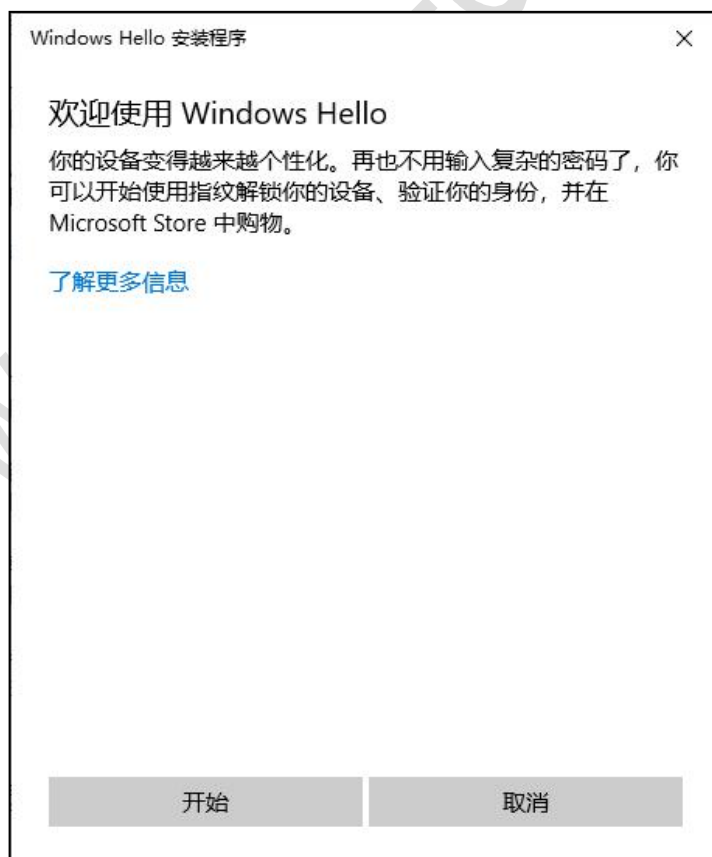 Windows Hello 安装程序
欢迎使用 Windows Hello
你的设备变得越来越个性化。再也不用输入复杂的密码了，你
可以开始使用指纹解锁你的设备、验证你的身份，并在
Microsoft Store 中购物。
了解更多信息
开始
取消